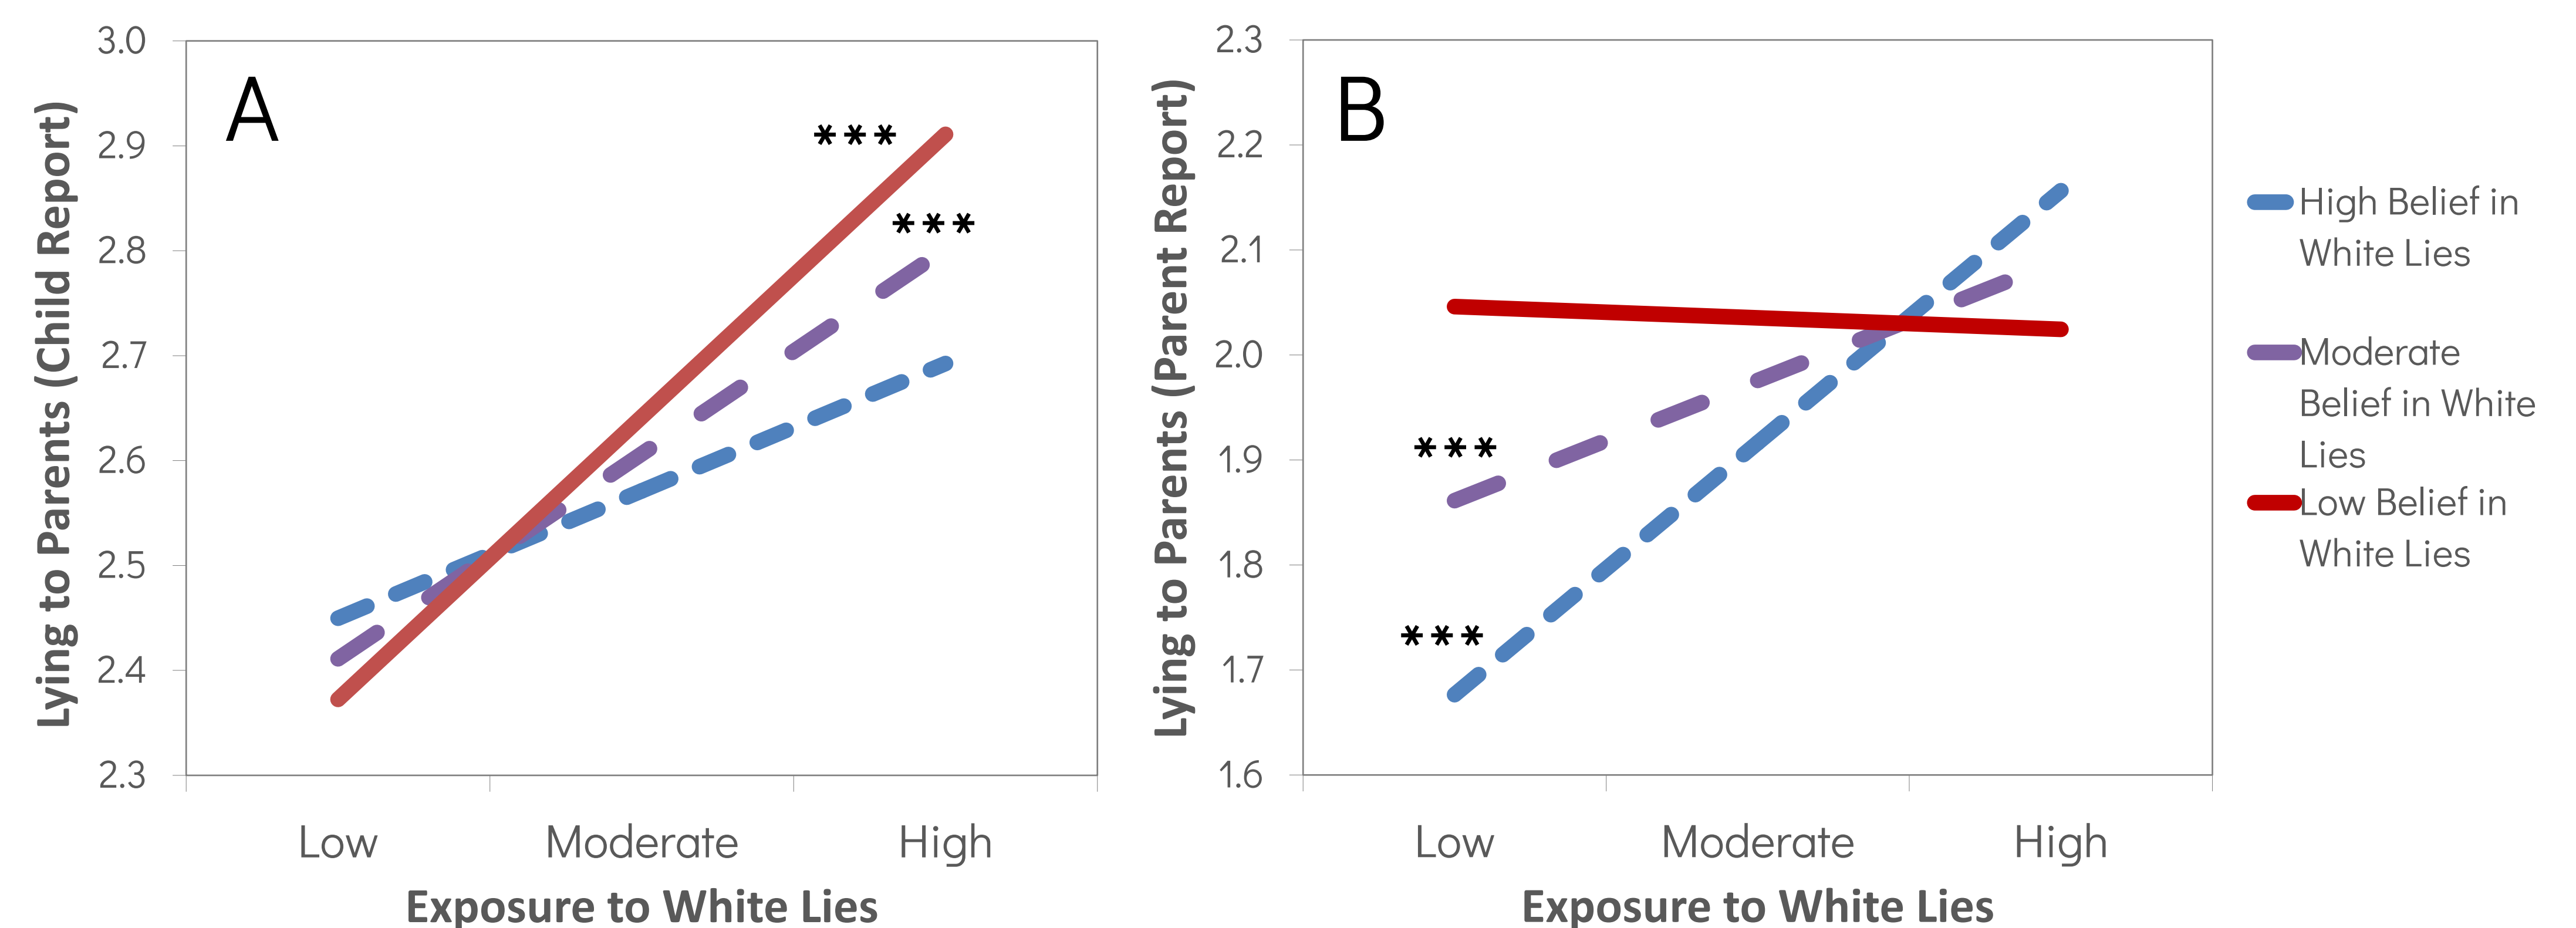 A
Lying to Parents (Child Report)
3.0
2.9
2.8
2.7
2.6
2.5
2.4
2.3
***
***
Low Moderate High
Exposure to White Lies
B
Lying to Parents (Parent Report)
2.3
2.2
2.1
2.0
1.9
1.8
1.7
1.6
***
***
Low Moderate High
Exposure to White Lies
High Belief in
White Lies
Moderate
Belief in White
Lies
Low Belief in
White Lies